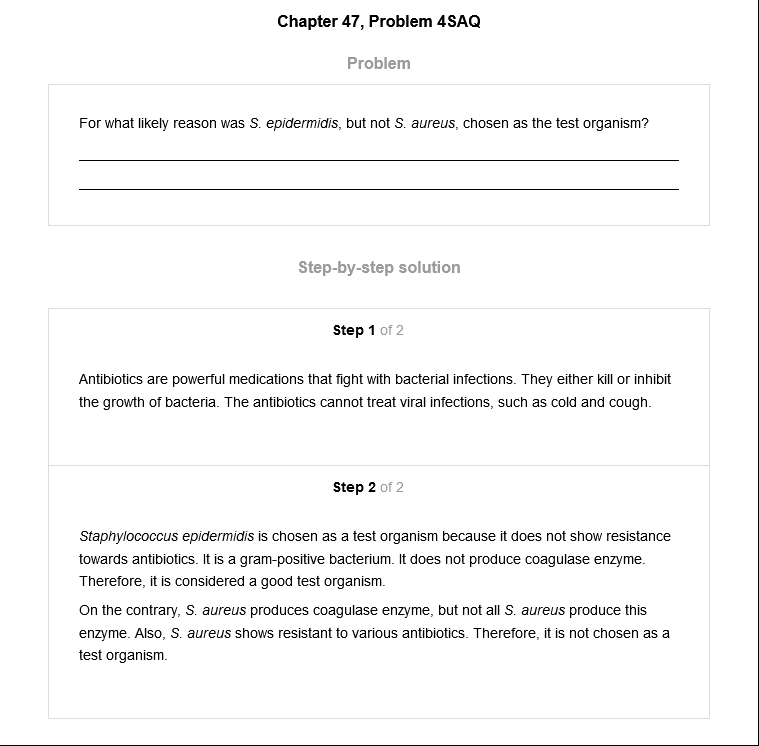 Chapter 47, Problem 4SAQ
Problem
For what likely reason was S. epidermidis, but not S. aureus, chosen as the test organism?
Step-by-step solution
Step 1 of 2
Antibiotics are powerful medications that fight with bacterial infections. They either kill or inhibit
the growth of bacteria. The antibiotics cannot treat viral infections, such as cold and cough.
Step 2 of 2
Staphylococcus epidermidis is chosen as a test organism because it does not show resistance
towards antibiotics. It is a gram-positive bacterium. It does not produce coagulase enzyme.
Therefore, it is considered a good test organism.
On the contrary, S. aureus produces coagulase enzyme, but not all S. aureus produce this
enzyme. Also, S. aureus shows resistant to various antibiotics. Therefore, it is not chosen as a
test organism.